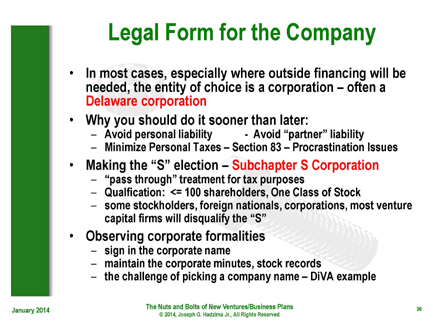 Legal Form for the Company
• In most cases, especially where outside financing will be
needed, the entity of choice is a corporation – often a
Delaware corporation
• Why you should do it sooner than later:
– Avoid personal liability - Avoid “partner” liability
– Minimize Personal Taxes – Section 83 – Procrastination Issues
• Making the “S” election – Subchapter S Corporation
– “pass through” treatment for tax purposes
– Qualfication: <= 100 shareholders, One Class of Stock
– some stockholders, foreign nationals, corporations, most venture
capital firms will disqualify the “S”
• Observing corporate formalities
– sign in the corporate name
– maintain the corporate minutes, stock records
– the challenge of picking a company name – DiVA example
January 2014
The Nuts and Bolts of New Ventures/Business Plans
© 2014, Joseph G. Hadzima Jr., All Rights Reserved